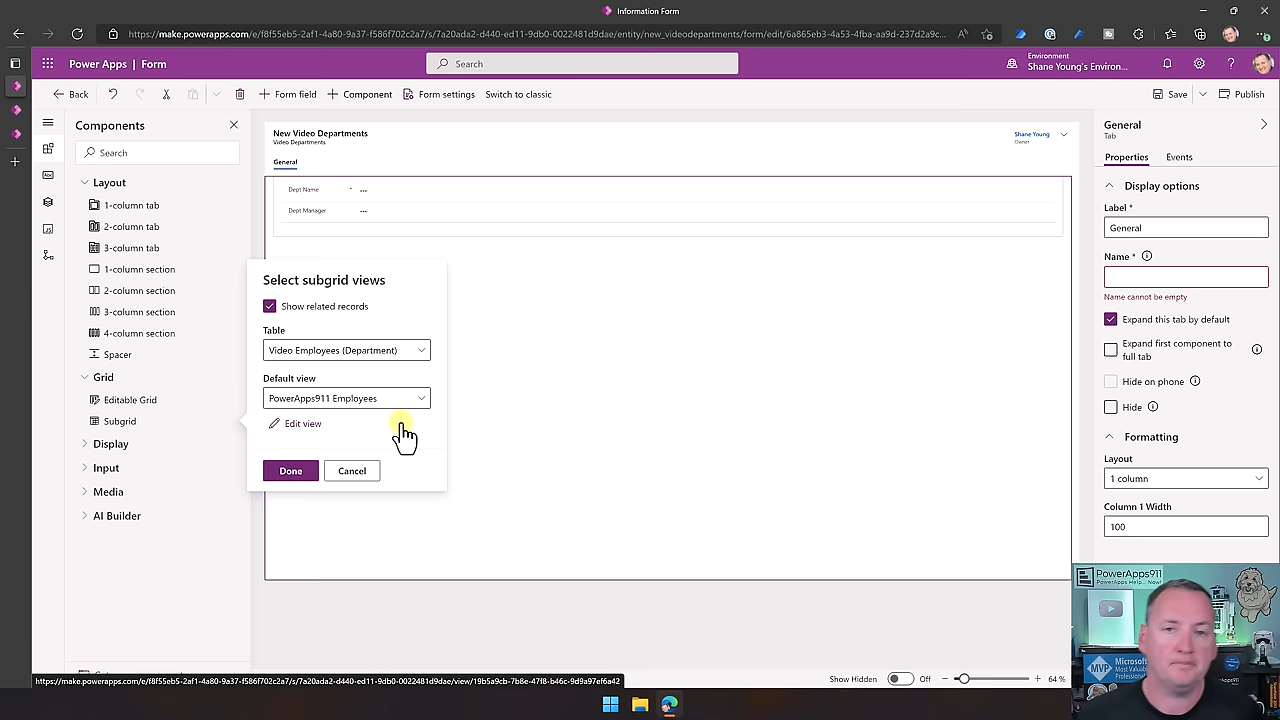 Information Form
https://make.powerapps.com/e/f8f55eb5-2af1-4a80-9a37-f586f702c2a7/s/7a20ada2-d440-ed11-9db0-0022481d9dae/entity/new_videodepartments/form/edit/6a865eb3-4a53-4fba-aa9d-237d2a9c...
Power Apps | Form
Search
Environment
Shane Young's Environ...
Back
Form field
Component
Form settings
Switch to classic
Save
Publish
Components
Search
Layout
1-column tab
2-column tab
3-column tab
1-column section
2-column section
3-column section
4-column section
Spacer
Grid
Editable Grid
Subgrid
Display
Input
Media
AI Builder
New Video Departments
Video Departments
Shane Young
Owner
General
Dept Name * ---
Dept Manager ---
Select subgrid views
Show related records
Table
Video Employees (Department)
Default view
PowerApps911 Employees
Edit view
Done
Cancel
General
Tab
Properties
Events
Display options
Label *
General
Name *
Name cannot be empty
Expand this tab by default
Expand first component to
full tab
Hide on phone
Hide
Formatting
Layout
1 column
Column 1 Width
100
PowerApps911
PowerApps Help... Now!
MVP
Microsoft
Most Valuable
Professional
https://make.powerapps.com/e/f8f55eb5-2af1-4a80-9a37-f586f702c2a7/s/7a20ada2-d440-ed11-9db0-0022481d9dae/view/19b5a9cb-7b8e-47f8-b46c-9d9a97ef6a42
Show Hidden
Off
64 %